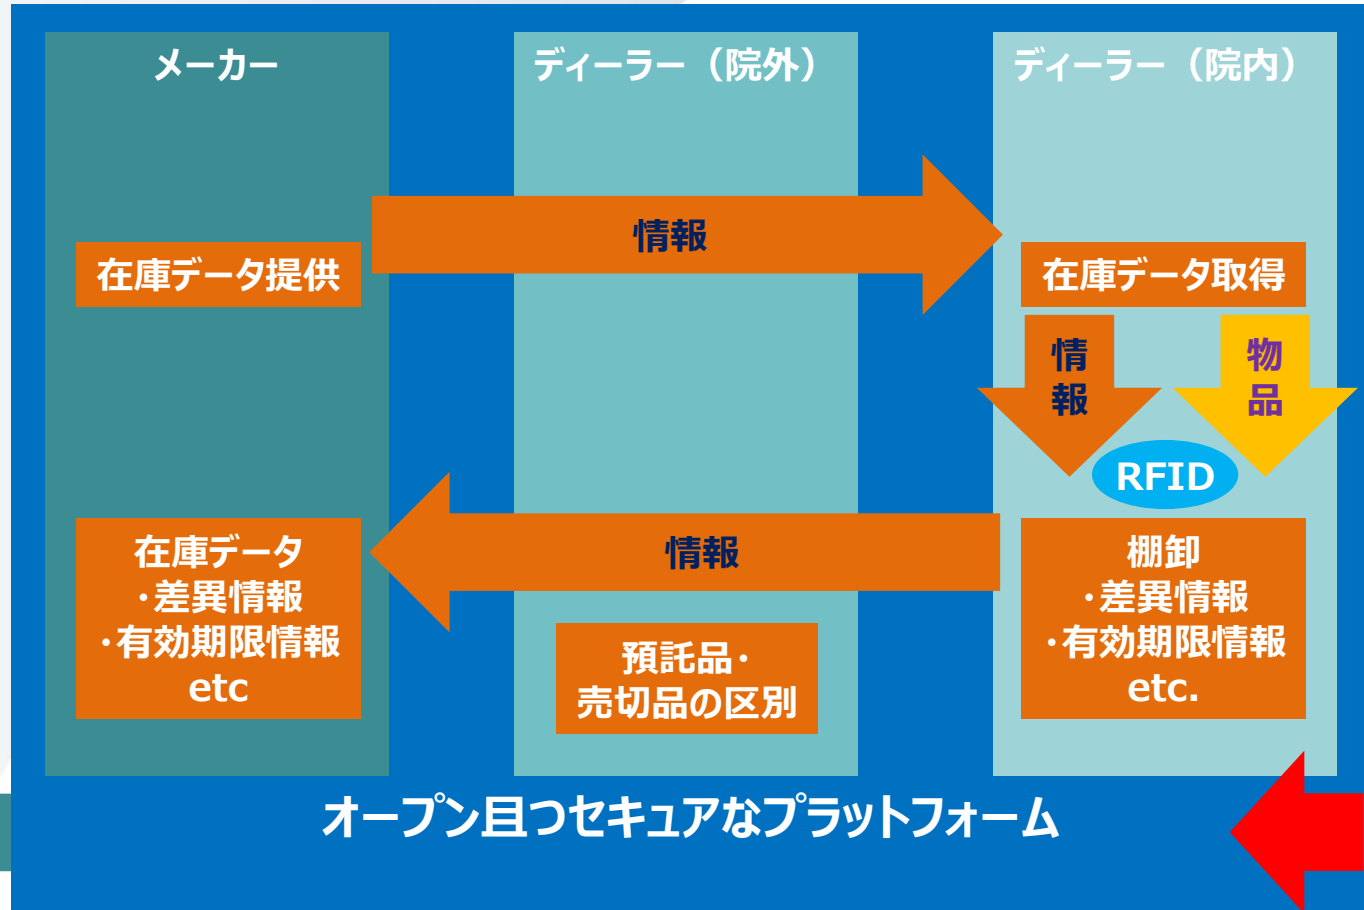 メーカー
ディーラー（院外）
ディーラー（院内）
情報
在庫データ提供
在庫データ取得
情
報
物
品
RFID
情報
在庫データ
・差異情報
・有効期限情報
etc
預託品・
売切品の区別
棚卸
・差異情報
・有効期限情報
etc.
オープン且つセキュアなプラットフォーム